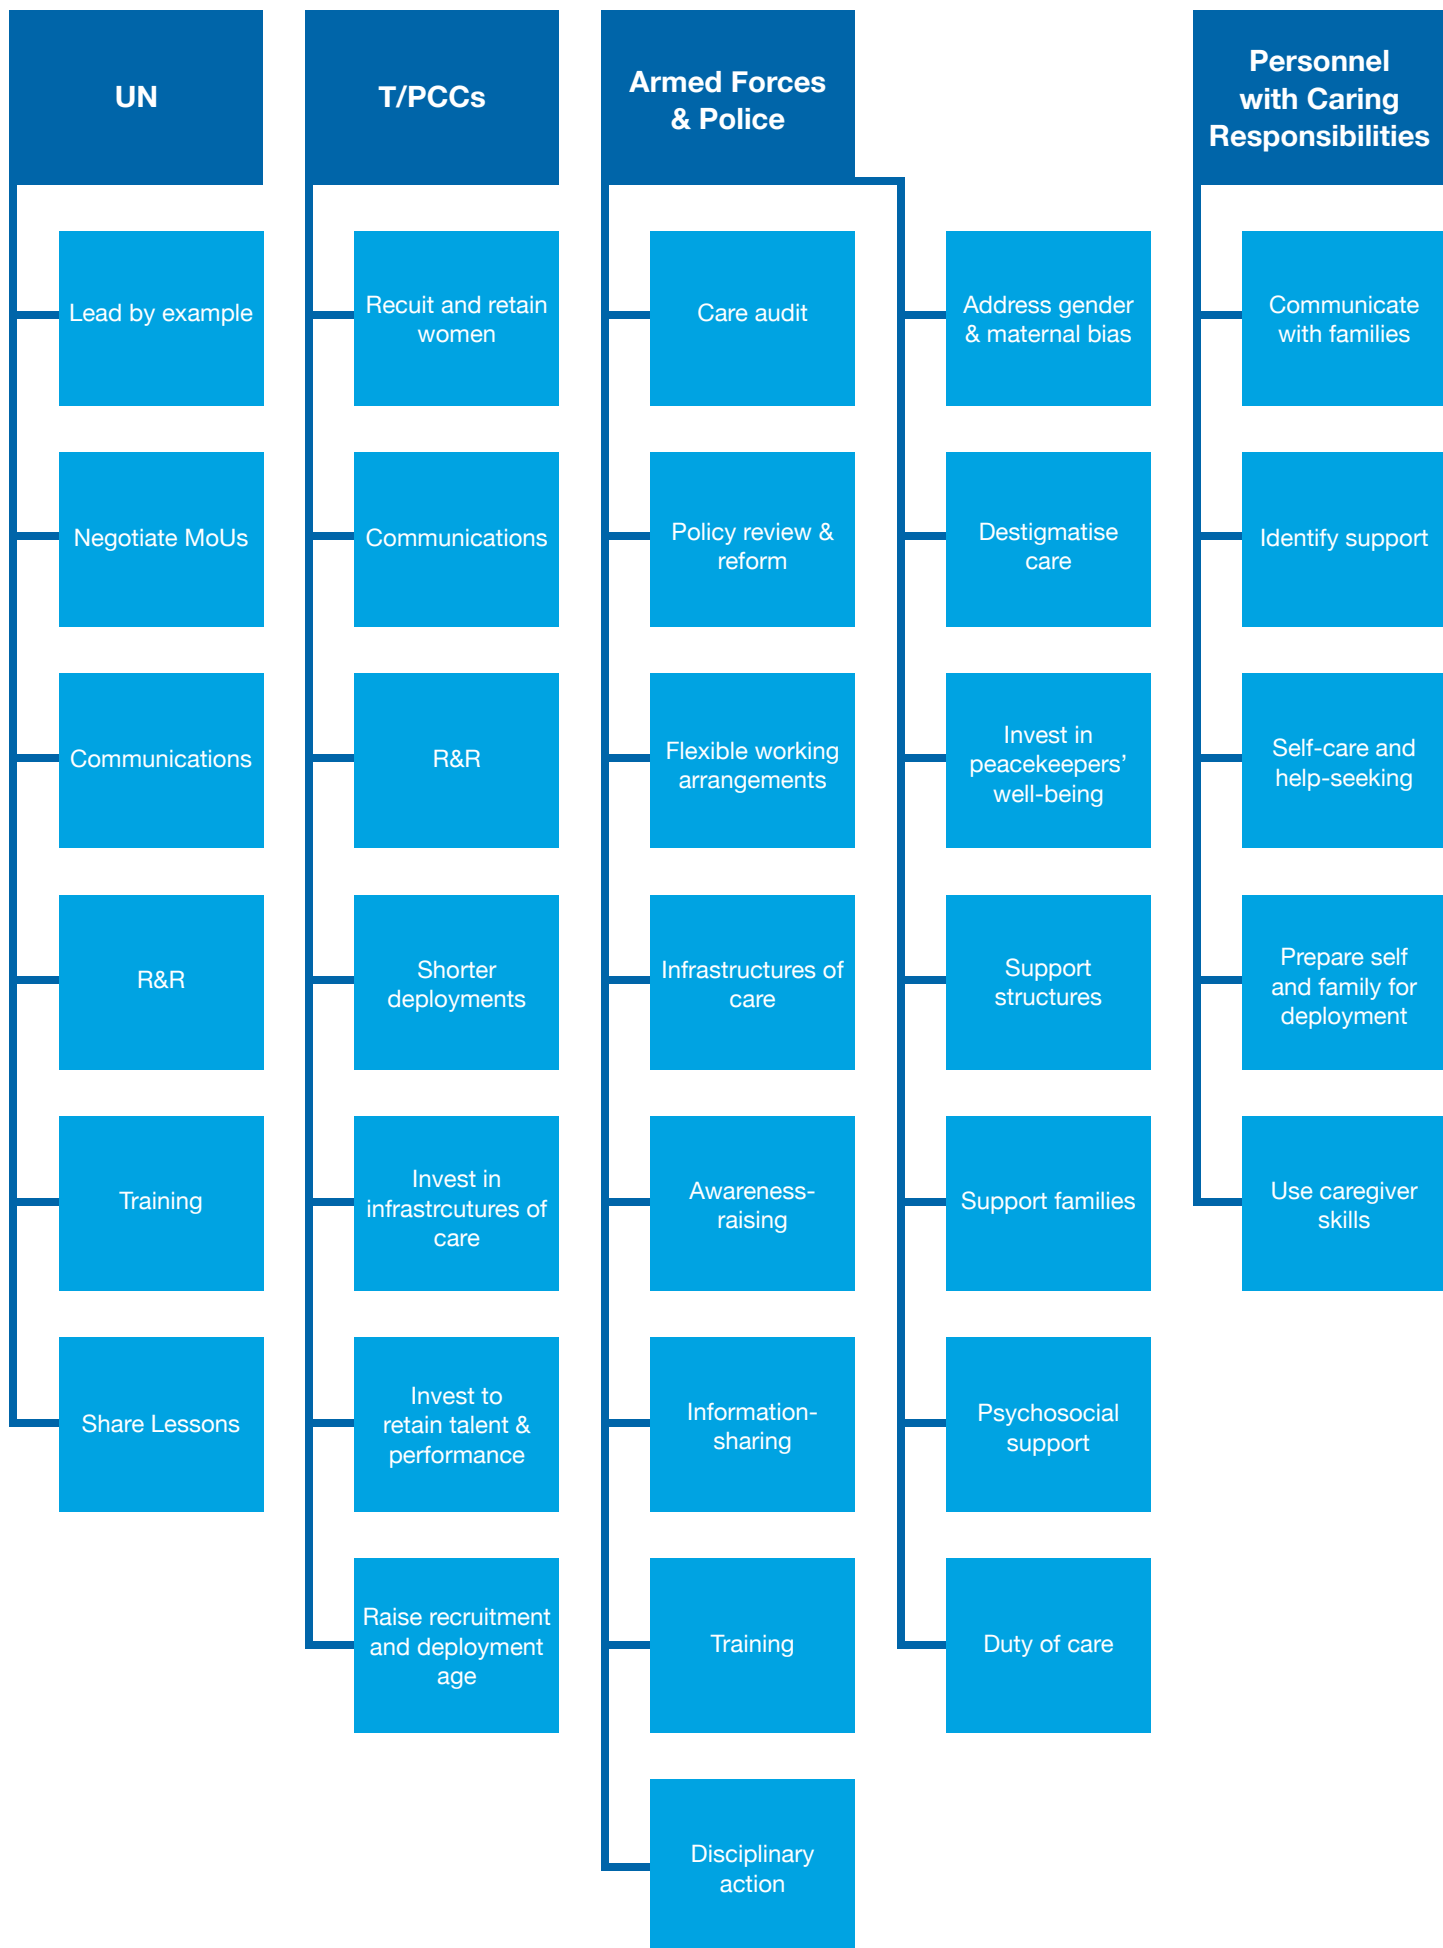 UN
Lead by example
Negotiate MoUs
Communications
R&R
Training
Share Lessons
T/PCCs
Recuit and retain
women
Communications
R&R
Shorter
deployments
Invest in
infrastrcutures of
care
Invest to
retain talent &
performance
Raise recruitment
and deployment
age
Armed Forces
& Police
Care audit
Policy review &
reform
Flexible working
arrangements
Infrastructures of
care
Awareness-
raising
Information-
sharing
Training
Disciplinary
action
Address gender
& maternal bias
Destigmatise
care
Invest in
peacekeepers’
well-being
Support
structures
Support families
Psychosocial
support
Duty of care
Personnel
with Caring
Responsibilities
Communicate
with families
Identify support
Self-care and
help-seeking
Prepare self
and family for
deployment
Use caregiver
skills